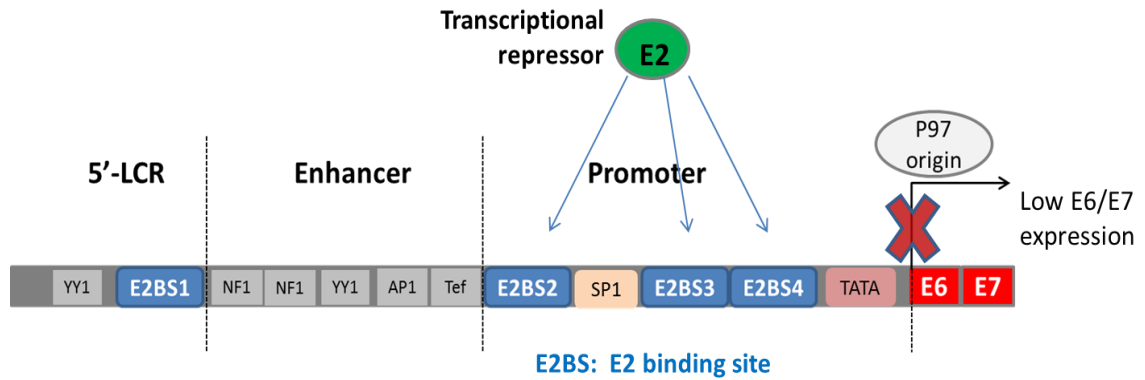 Transcriptional
repressor
E2
P97
origin
5’-LCR
Enhancer
Promoter
Low E6/E7
expression
YY1
E2BS1
NF1
NF1
YY1
AP1
Tef
E2BS2
SP1
E2BS3
E2BS4
TATA
E6
E7
E2BS: E2 binding site